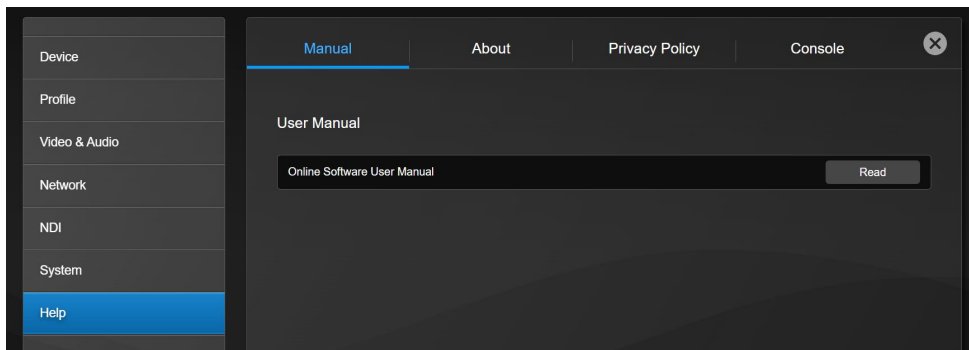 Device
Profile
Video & Audio
Network
NDI
System
Help
Manual About Privacy Policy Console
User Manual
Online Software User Manual Read